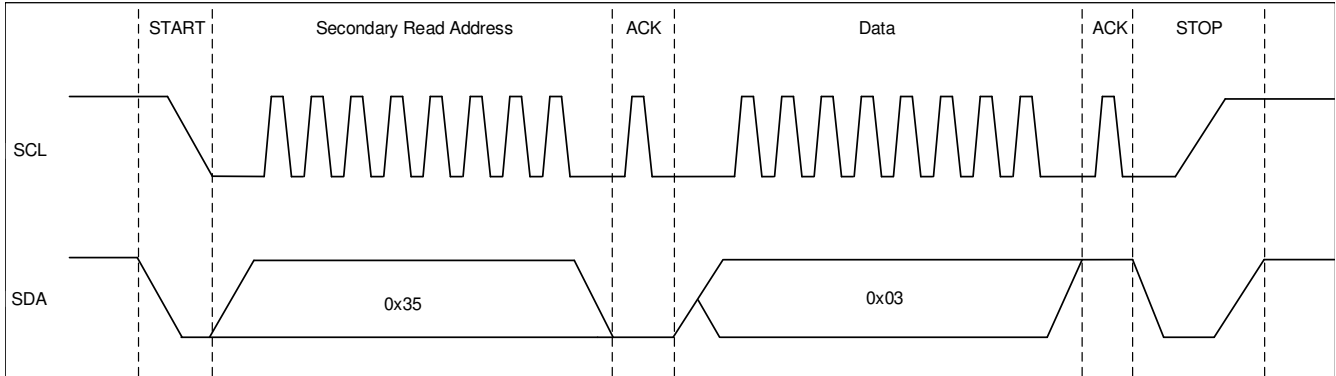 START Secondary Read Address ACK Data ACK STOP
SCL
SDA
0x35 0x03